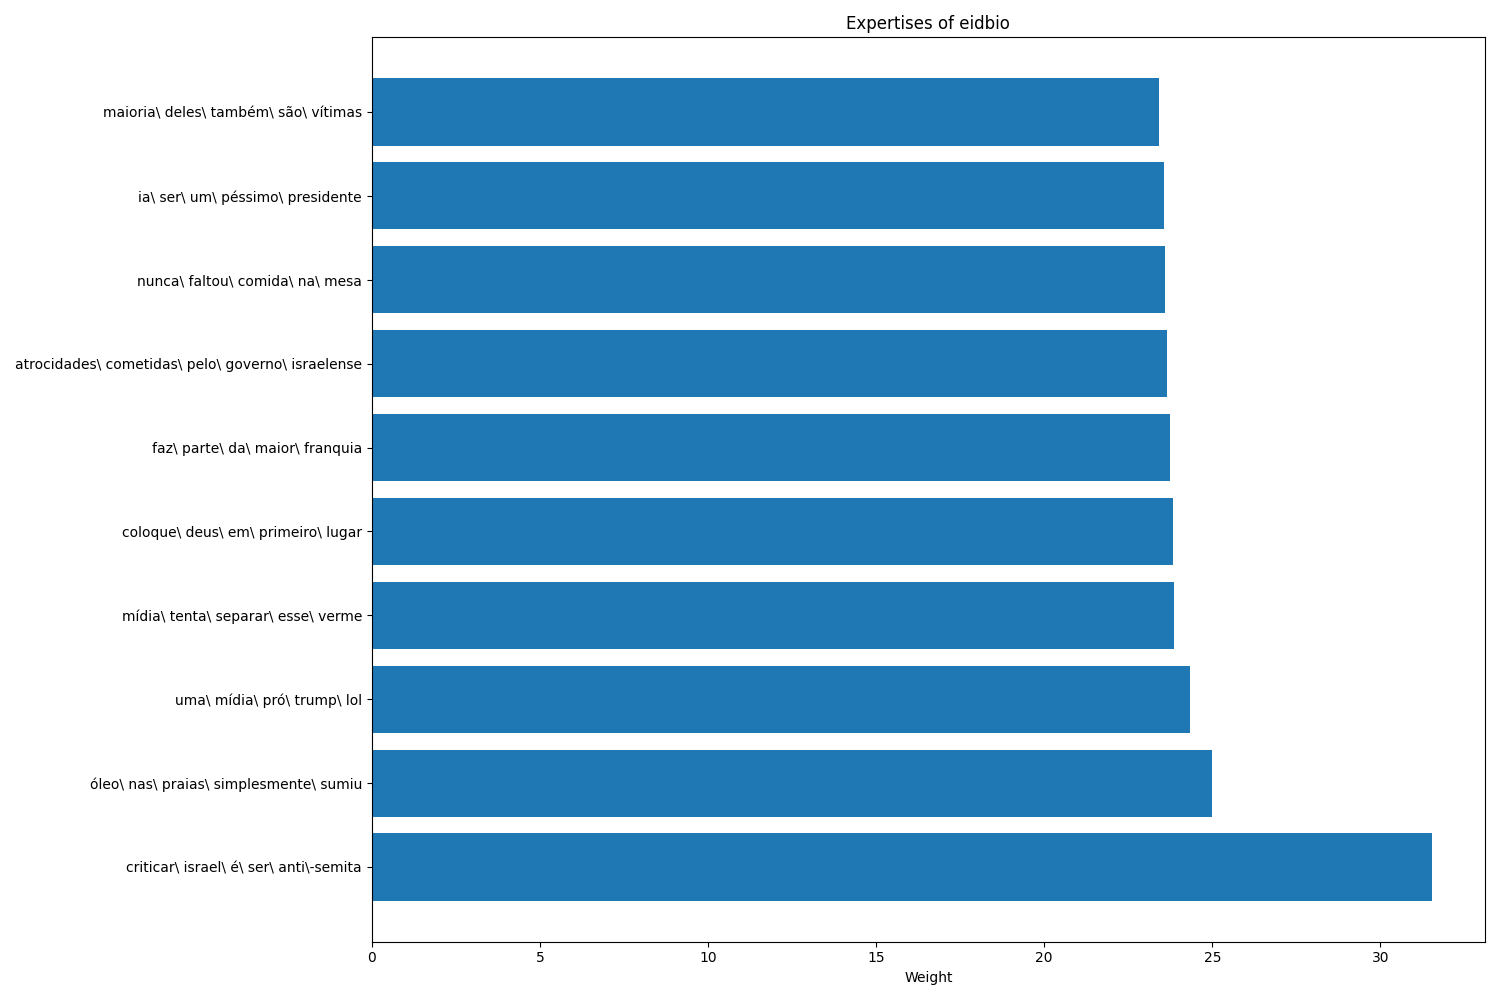 Expertises of eidbio
maioria\ deles\ também\ são\ vítimas
ia\ ser\ um\ péssimo\ presidente
nunca\ faltou\ comida\ na\ mesa
atrocidades\ cometidas\ pelo\ governo\ israelense
faz\ parte\ da\ maior\ franquia
coloque\ deus\ em\ primeiro\ lugar
mídia\ tenta\ separar\ esse\ verme
uma\ mídia\ pró\ trump\ lol
óleo\ nas\ praias\ simplesmente\ sumiu
criticar\ israel\ é\ ser\ anti\-semita
0 5 10 15 20 25 30
Weight